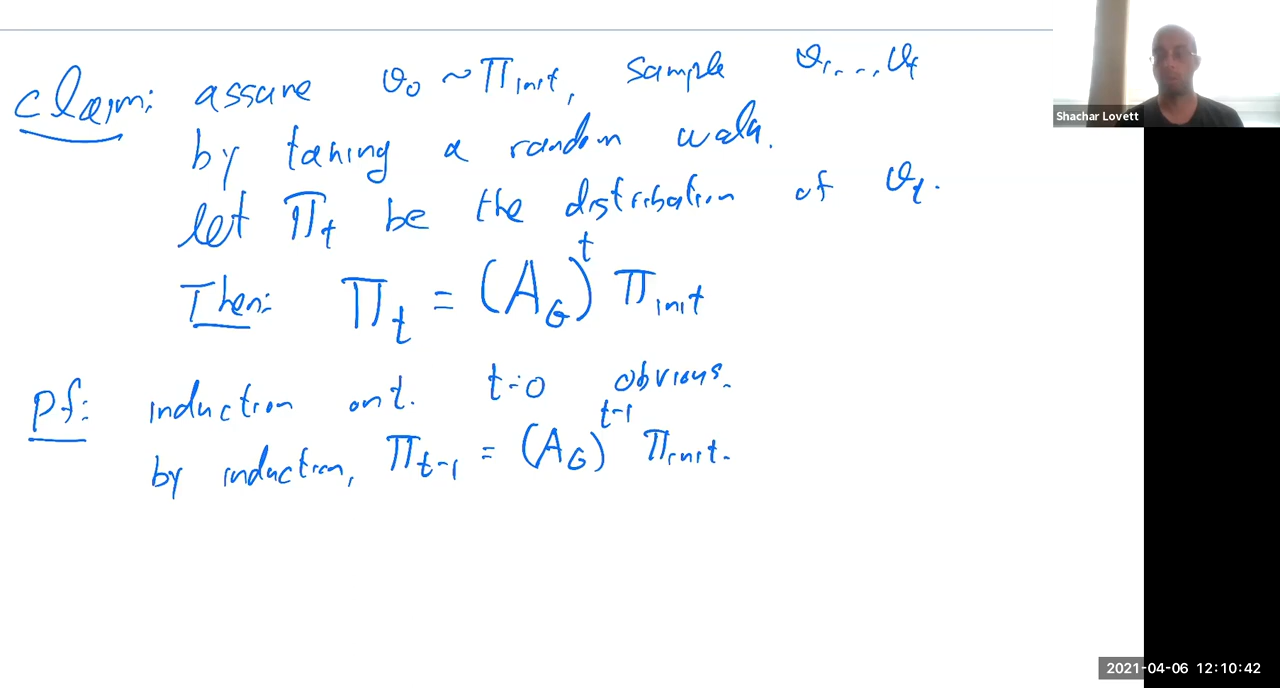 claim: assume v₀ ~ π_init, sample v₁...v_t
by taking a random walk.
let π_t be the distribution of v_t.
Then: π_t = (A_G)^t π_init
Pf: induction on t. t=0 obvious.
by induction, π_{t-1} = (A_G)^{t-1} π_init.
Shachar Lovett
2021-04-06 12:10:42